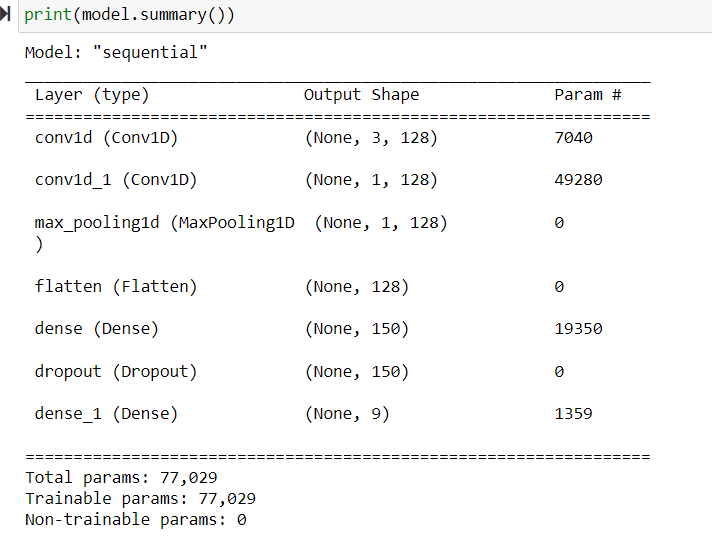 print(model.summary())
Model: "sequential"
_________________________________________________________________
Layer (type) Output Shape Param #
=================================================================
conv1d (Conv1D) (None, 3, 128) 7040
conv1d_1 (Conv1D) (None, 1, 128) 49280
max_pooling1d (MaxPooling1D (None, 1, 128) 0
)
flatten (Flatten) (None, 128) 0
dense (Dense) (None, 150) 19350
dropout (Dropout) (None, 150) 0
dense_1 (Dense) (None, 9) 1359
=================================================================
Total params: 77,029
Trainable params: 77,029
Non-trainable params: 0